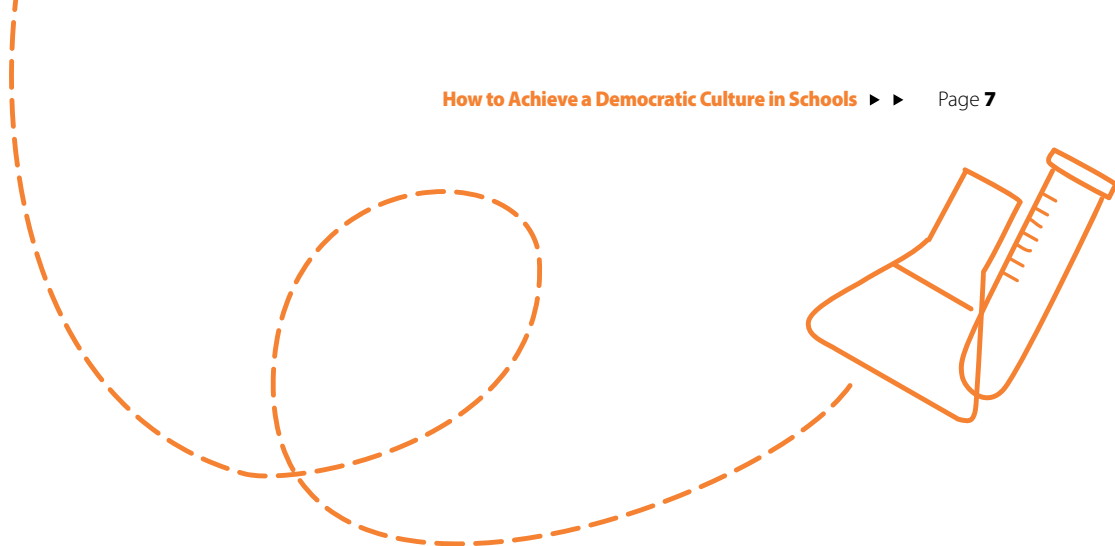 How to Achieve a Democratic Culture in Schools ▶ ▶ Page 7